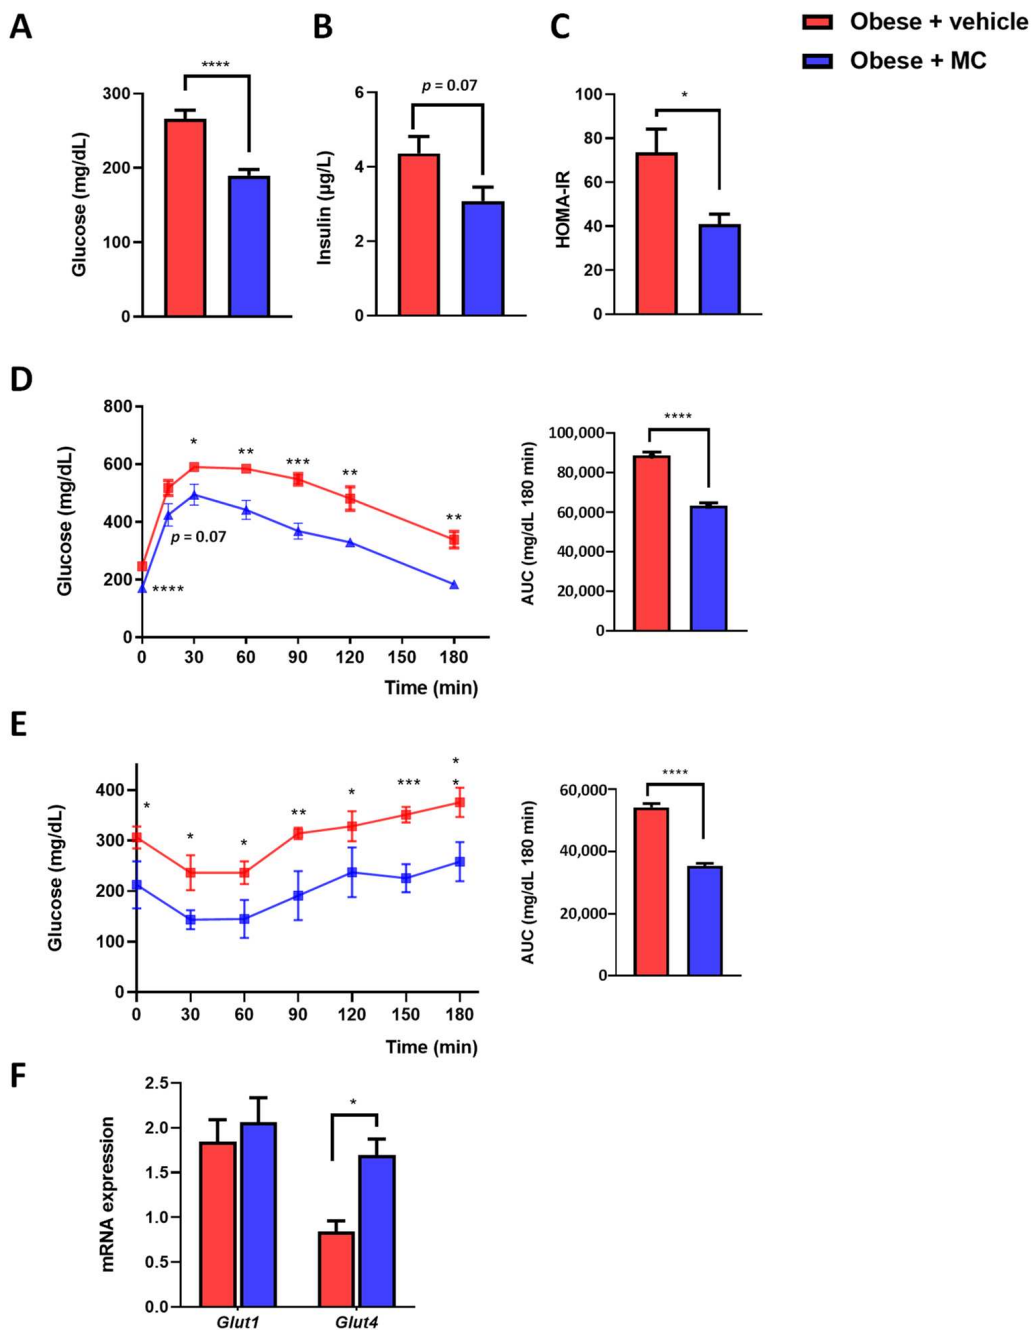 A
B
C
Obese + vehicle
Obese + MC
Glucose (mg/dL)
300
200
100
0
****
Insulin (µg/L)
6
4
2
0
p = 0.07
HOMA-IR
100
80
60
40
20
0
*
D
Glucose (mg/dL)
800
600
400
200
0
* ** *** ** **
p = 0.07
****
0 30 60 90 120 150 180
Time (min)
AUC (mg/dL 180 min)
100,000
80,000
60,000
40,000
20,000
0
****
E
Glucose (mg/dL)
400
300
200
100
0
* * * ** * *** * *
0 30 60 90 120 150 180
Time (min)
AUC (mg/dL 180 min)
60,000
40,000
20,000
0
****
F
mRNA expression
2.5
2.0
1.5
1.0
0.5
0.0
*
Glut1 Glut4